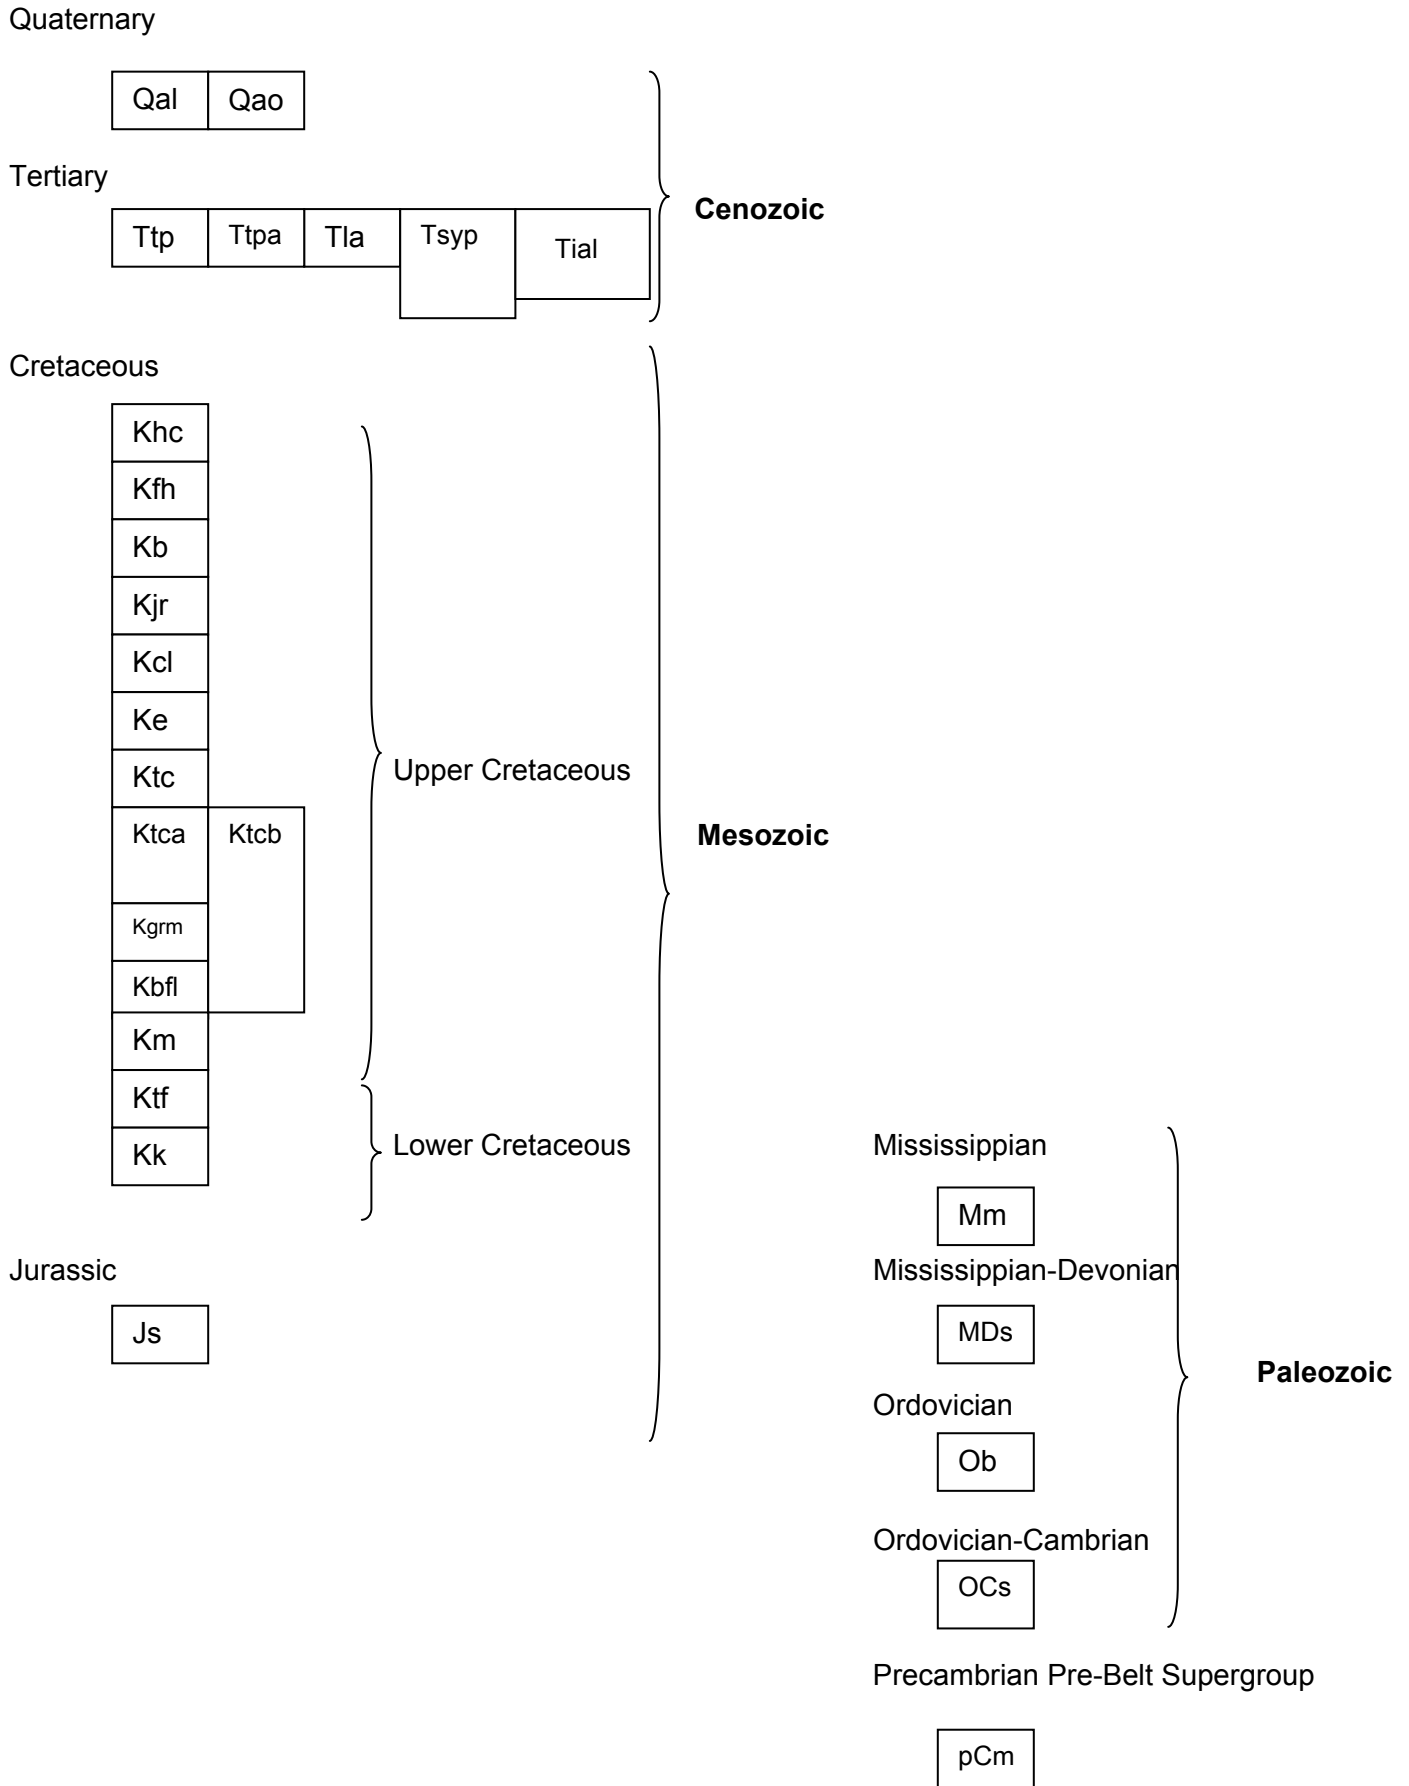 Quaternary
Qal Qao
Tertiary
Ttp Ttpa Tla Tsyp Tial
Cenozoic
Cretaceous
Khc
Kfh
Kb
Kjr
Kcl
Ke
Ktc
Ktca Ktcb
Kgrm
Kbfl
Km
Ktf
Kk
Upper Cretaceous
Lower Cretaceous
Mesozoic
Jurassic
Js
Mississippian
Mm
Mississippian-Devonian
MDs
Ordovician
Ob
Ordovician-Cambrian
OCs
Paleozoic
Precambrian Pre-Belt Supergroup
pCm